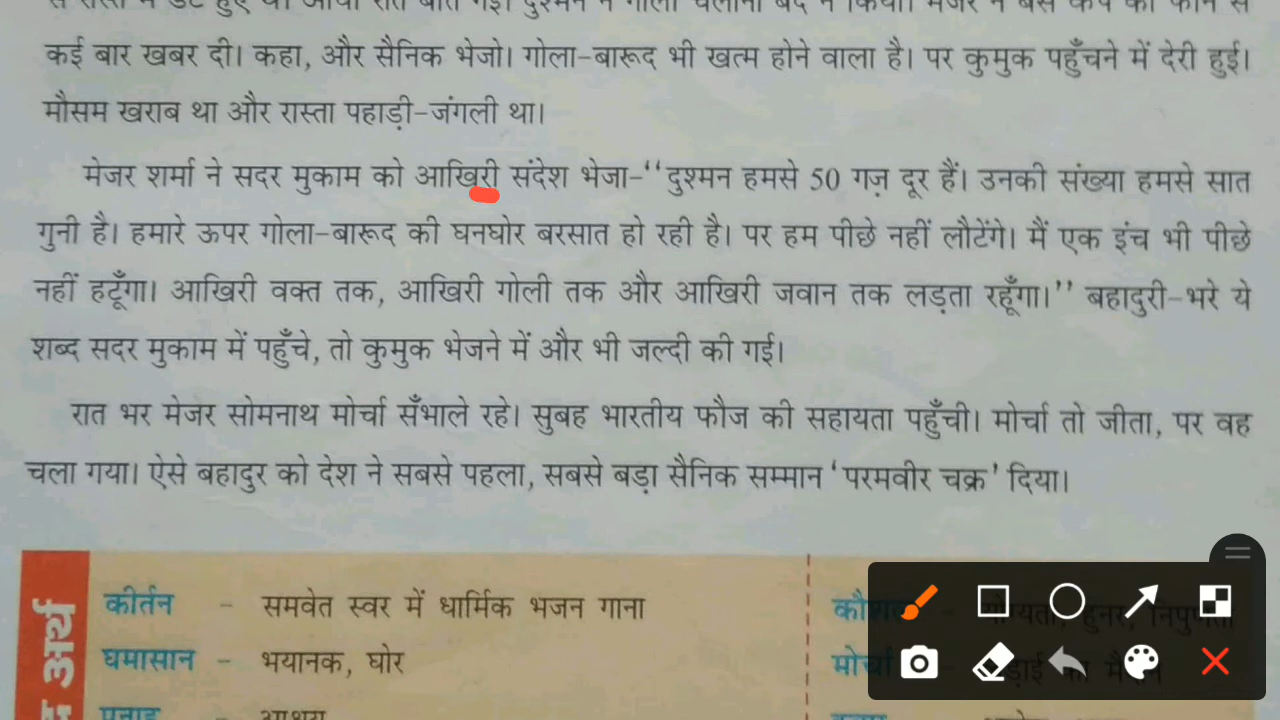 कई बार खबर दी। कहा, और सैनिक भेजो। गोला-बारूद भी खत्म होने वाला है। पर कुमुक पहुँचने में देरी हुई।
मौसम खराब था और रास्ता पहाड़ी-जंगली था।
मेजर शर्मा ने सदर मुकाम को आखिरी संदेश भेजा-‘‘दुश्मन हमसे 50 गज़ दूर हैं। उनकी संख्या हमसे सात
गुनी है। हमारे ऊपर गोला-बारूद की घनघोर बरसात हो रही है। पर हम पीछे नहीं लौटेंगे। मैं एक इंच भी पीछे
नहीं हटूँगा। आखिरी वक्त तक, आखिरी गोली तक और आखिरी जवान तक लड़ता रहूँगा।’’ बहादुरी-भरे ये
शब्द सदर मुकाम में पहुँचे, तो कुमुक भेजने में और भी जल्दी की गई।
रात भर मेजर सोमनाथ मोर्चा सँभाले रहे। सुबह भारतीय फौज की सहायता पहुँची। मोर्चा तो जीता, पर वह
चला गया। ऐसे बहादुर को देश ने सबसे पहला, सबसे बड़ा सैनिक सम्मान ‘परमवीर चक्र’ दिया।
अर्थ
कीर्तन - समवेत स्वर में धार्मिक भजन गाना
घमासान - भयानक, घोर
मोर्चा